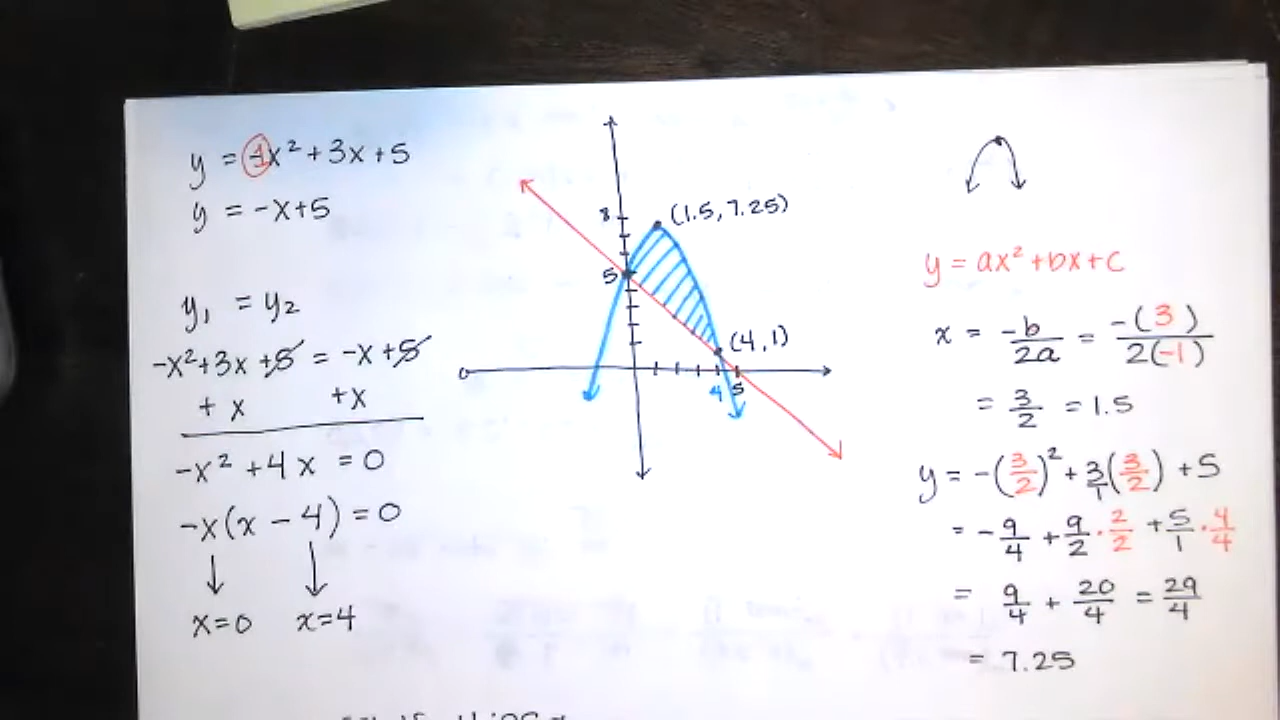 y = -1x² + 3x + 5
y = -x+5
y₁ = y₂
-x²+3x+5 = -x+5
+ x +x
-x² + 4x = 0
-x(x - 4) = 0
x=0 x=4
8
(1.5, 7.25)
5
(4,1)
4 5
y = ax² + bx + c
x = -b/2a = -(3)/2(-1)
= 3/2 = 1.5
y = -(3/2)² + 3/1(3/2) + 5
= -9/4 + 9/2 · 2/2 + 5/1 · 4/4
= 9/4 + 20/4 = 29/4
= 7.25